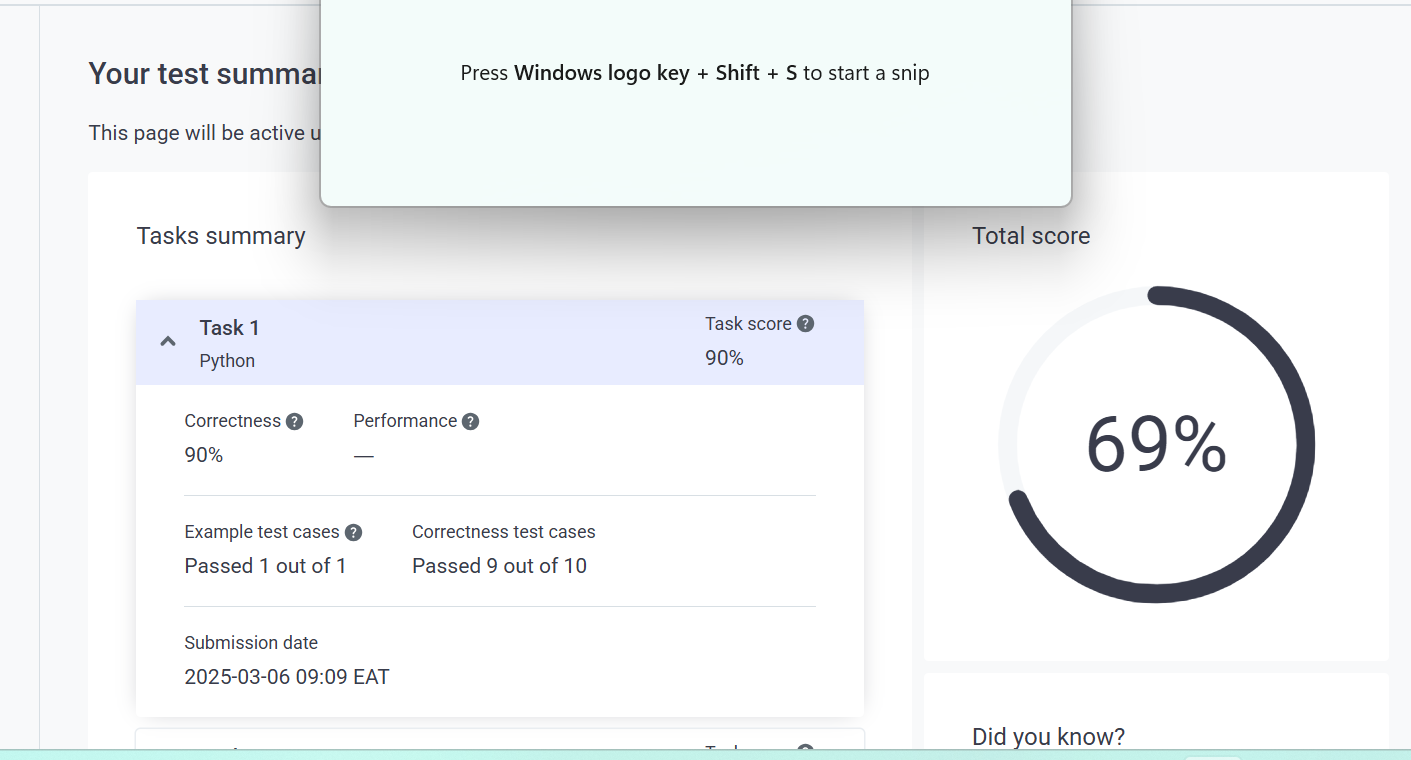 Press Windows logo key + Shift + S to start a snip
Your test summar
This page will be active u
Tasks summary
Task 1
Python
Task score ?
90%
Correctness ?
90%
Performance ?
—
Example test cases ?
Passed 1 out of 1
Correctness test cases
Passed 9 out of 10
Submission date
2025-03-06 09:09 EAT
Total score
69%
Did you know?